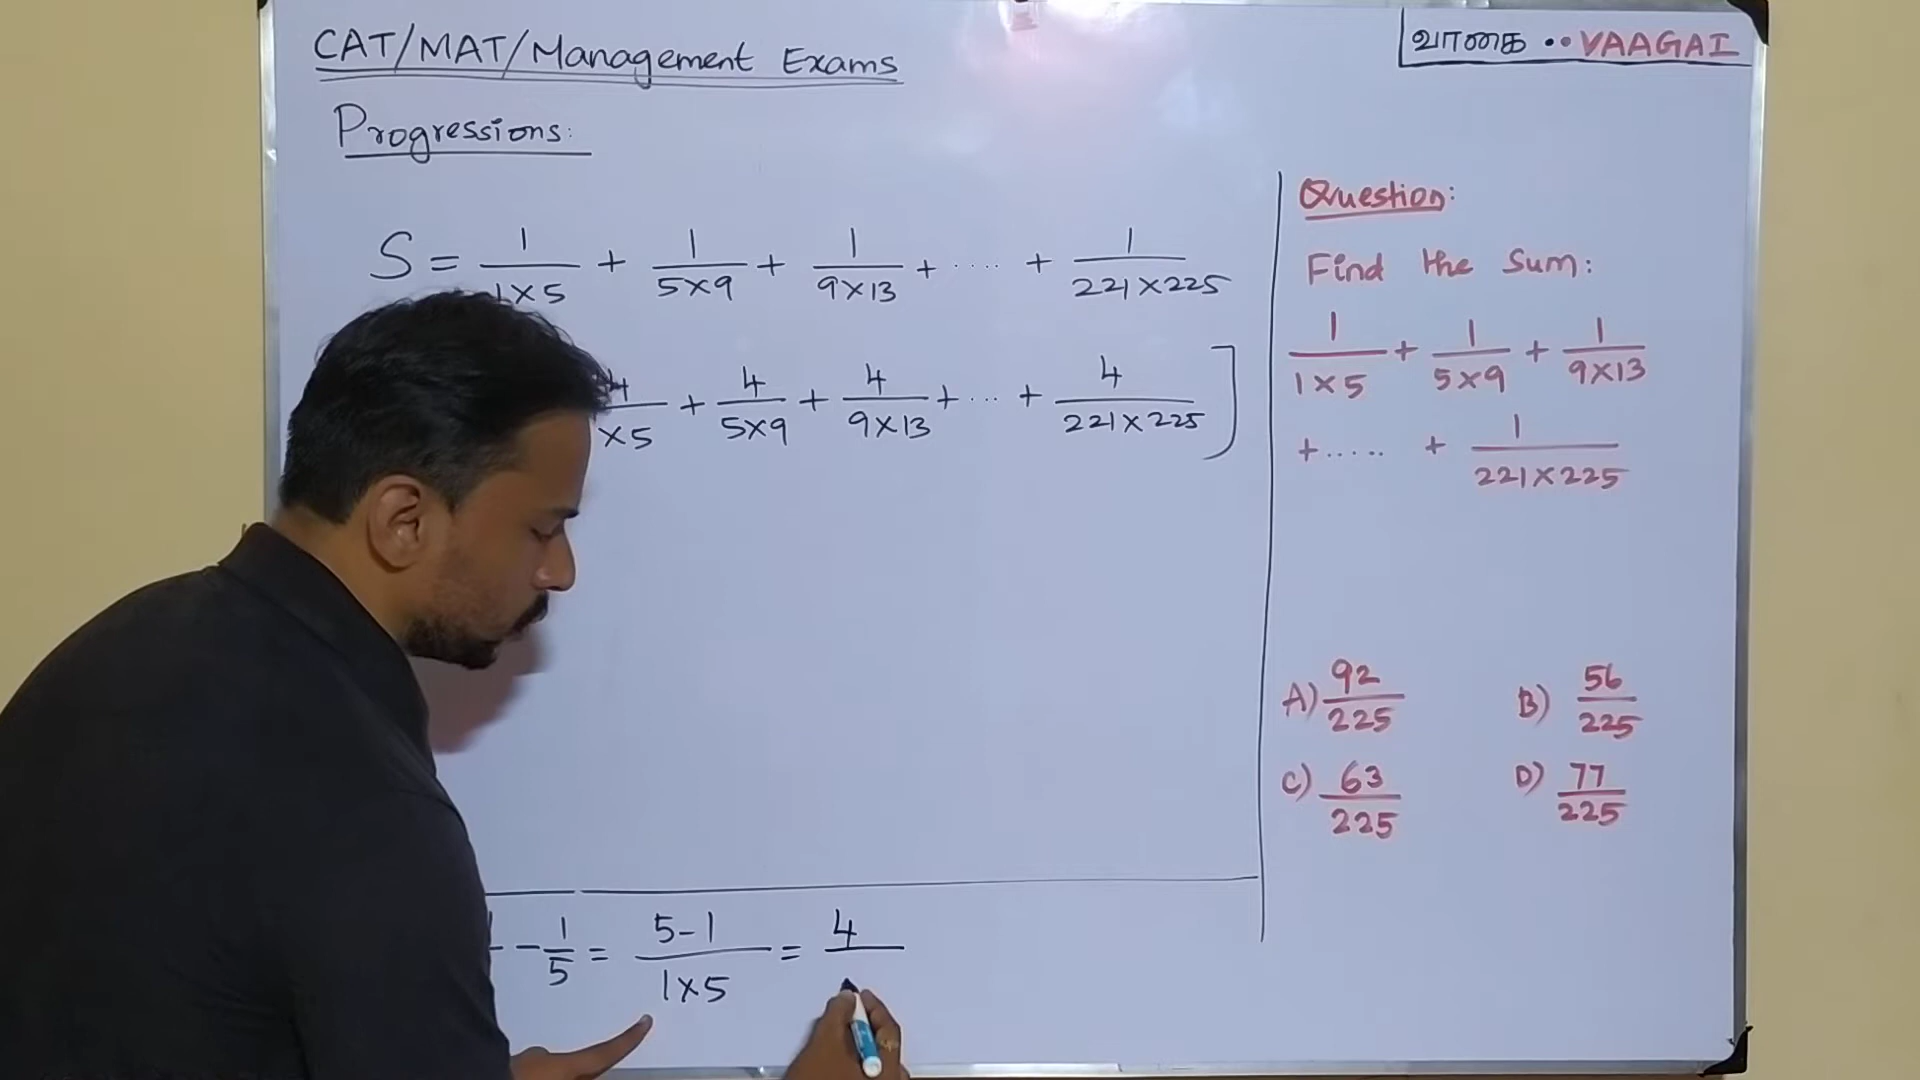 CAT/MAT/Management Exams
வாகை ..VAAGAI
Progressions:
S = 1/1×5 + 1/5×9 + 1/9×13 + .... + 1/221×225
4/×5 + 4/5×9 + 4/9×13 + ... + 4/221×225 ]
- 1/5 = 5-1/1×5 = 4/
Question:
Find the Sum:
1/1×5 + 1/5×9 + 1/9×13
+ ..... + 1/221×225
A) 92/225 B) 56/225
C) 63/225 D) 77/225